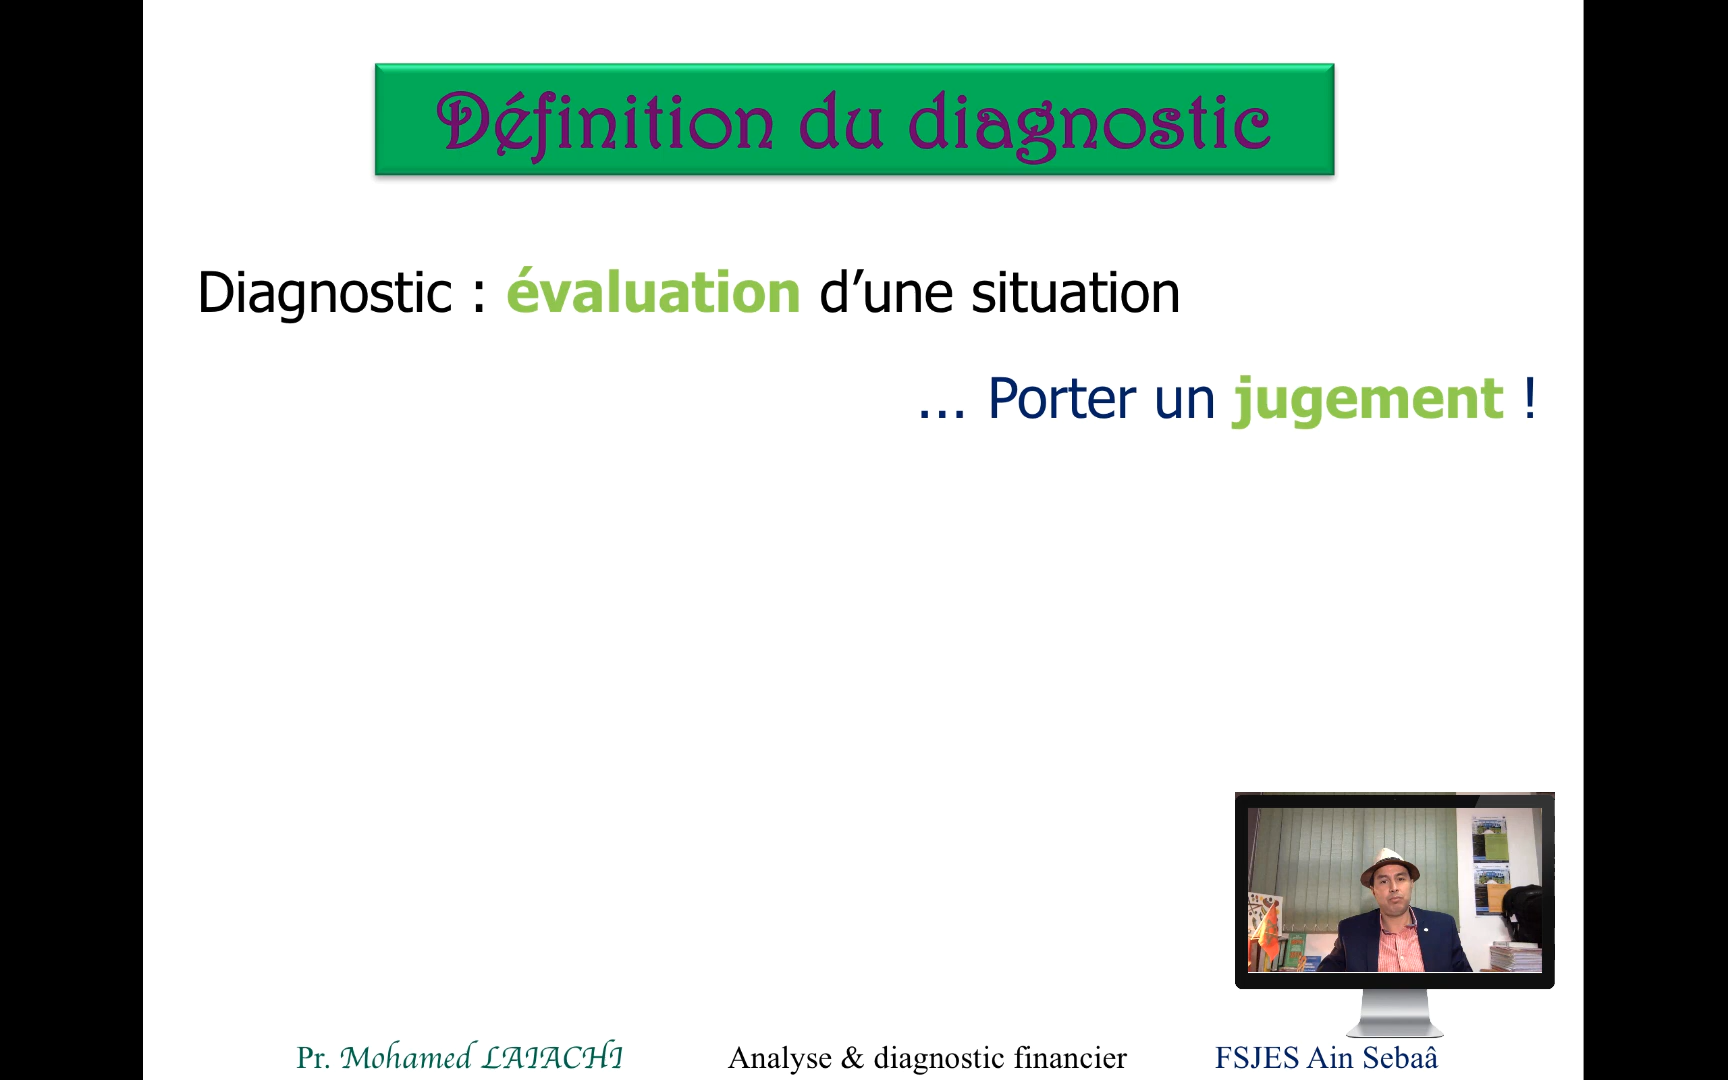 Définition du diagnostic
Diagnostic : évaluation d’une situation
... Porter un jugement !
Pr. Mohamed LAIACHI
Analyse & diagnostic financier
FSJES Ain Sebaâ